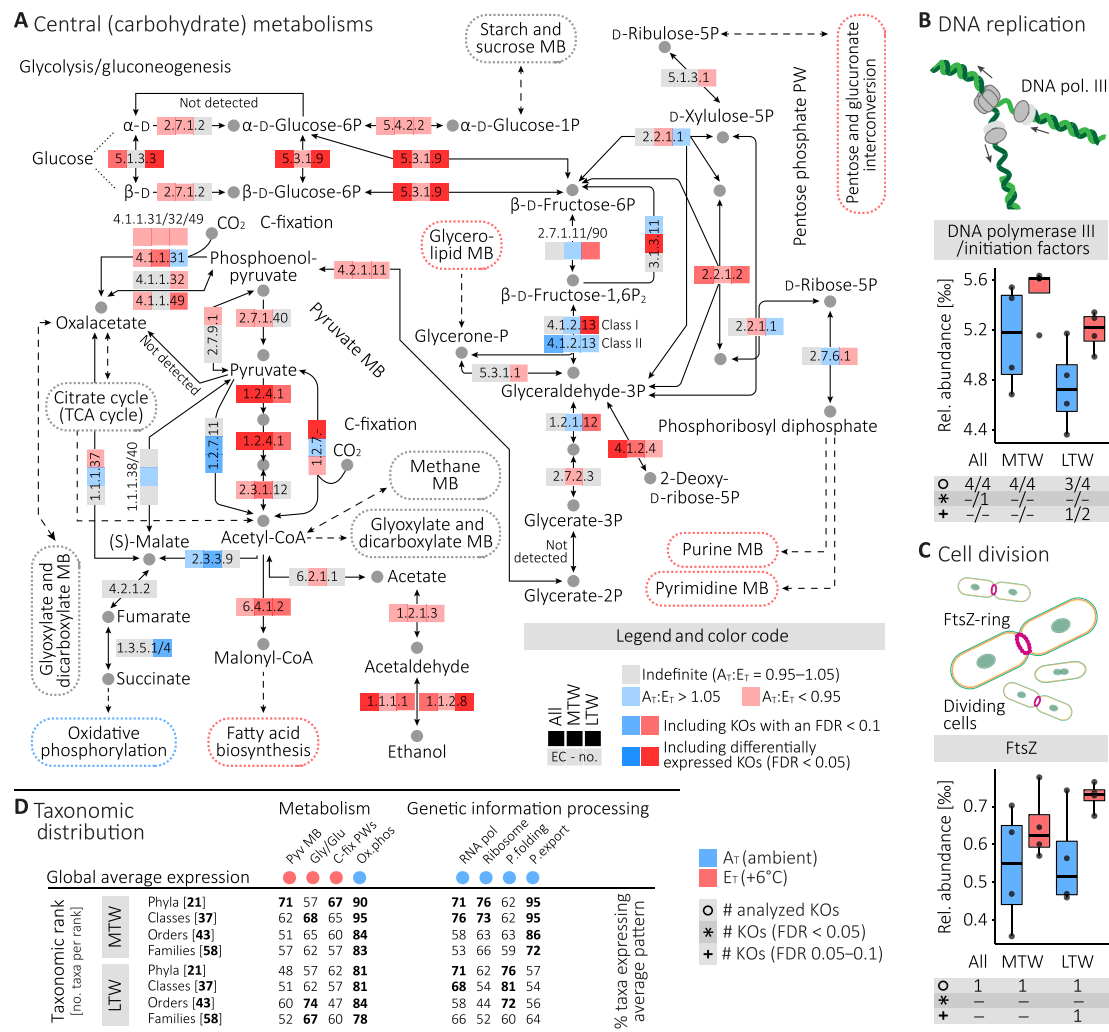 A Central (carbohydrate) metabolisms
Glycolysis/gluconeogenesis
Starch and
sucrose MB
D-Ribulose-5P
5.1.3.1
Pentose and glucuronate
interconversion
Pentose phosphate PW
Not detected
α-D
2.7.1.2
α-D-Glucose-6P
5.4.2.2
α-D-Glucose-1P
D-Xylulose-5P
2.2.1.1
Glucose
5.1.3.3
5.3.1.9
5.3.1.9
β-D
2.7.1.2
β-D-Glucose-6P
5.3.1.9
β-D-Fructose-6P
4.1.1.31/32/49
CO2
C-fixation
4.1.1.31
4.1.1.32
4.1.1.49
Phosphoenol-
pyruvate
4.2.1.11
Glycero-
lipid MB
2.7.1.11/90
3.1.3.11
2.2.1.2
β-D-Fructose-1,6P2
D-Ribose-5P
Oxalacetate
2.7.9.1
2.7.1.40
Pyruvate MB
Glycerone-P
4.1.2.13
Class I
4.1.2.13
Class II
2.2.1.1
2.7.6.1
Not detected
Pyruvate
5.3.1.1
Glyceraldehyde-3P
Citrate cycle
(TCA cycle)
1.2.4.1
C-fixation
1.2.1.12
4.1.2.4
Phosphoribosyl diphosphate
1.1.1.37
1.1.1.38/40
1.2.7.11
1.2.4.1
1.2.7.-
CO2
2.3.1.12
Methane
MB
2.7.2.3
2-Deoxy-
D-ribose-5P
Glyoxylate and
dicarboxylate MB
Glycerate-3P
(S)-Malate
Acetyl-CoA
2.3.3.9
Not
detected
Purine MB
Pyrimidine MB
Glyoxylate and
dicarboxylate MB
4.2.1.2
6.2.1.1
Acetate
Glycerate-2P
Fumarate
6.4.1.2
1.2.1.3
1.3.5.1/4
Malonyl-CoA
Acetaldehyde
Succinate
1.1.1.1
1.1.2.8
Oxidative
phosphorylation
Fatty acid
biosynthesis
Ethanol
Legend and color code
Indefinite (AT:ET = 0.95–1.05)
AT:ET > 1.05
AT:ET < 0.95
All
MTW
LTW
EC - no.
Including KOs with an FDR < 0.1
Including differentially
expressed KOs (FDR < 0.05)
B DNA replication
DNA pol. III
DNA polymerase III
/initiation factors
Rel. abundance [‰]
5.6
5.2
4.8
4.4
All MTW LTW
o 4/4 4/4 3/4
* –/1 –/– –/–
+ –/– –/– 1/2
C Cell division
FtsZ-ring
Dividing
cells
FtsZ
Rel. abundance [‰]
0.6
0.5
0.4
0.7
All MTW LTW
o 1 1 1
* – – –
+ – – 1
D Taxonomic
distribution
Metabolism
Genetic information processing
Pyv MB
Gly/Glu
C-fix PWs
Ox.phos
RNA pol
Ribosome
P.folding
P.export
Global average expression
Taxonomic rank
[no. taxa per rank]
MTW
Phyla [21] 71 57 67 90 71 76 62 95
Classes [37] 62 68 65 95 76 73 62 95
Orders [43] 51 65 60 84 58 63 63 86
Families [58] 57 62 57 83 53 66 59 72
LTW
Phyla [21] 48 57 62 81 71 62 76 57
Classes [37] 51 62 57 81 68 54 81 54
Orders [43] 60 74 47 84 58 44 72 56
Families [58] 52 67 60 78 66 52 60 64
% taxa expressing
average pattern
AT (ambient)
ET (+6°C)
o # analyzed KOs
* # KOs (FDR < 0.05)
+ # KOs (FDR 0.05–0.1)